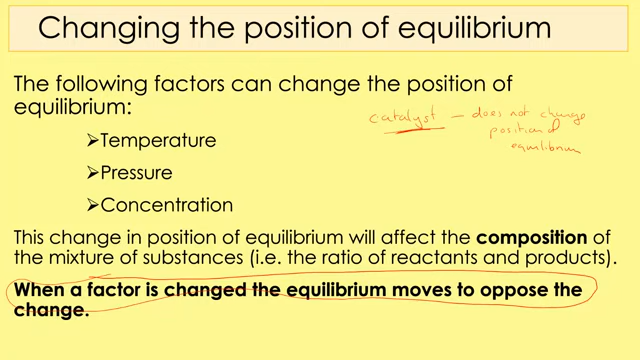 Changing the position of equilibrium
The following factors can change the position of
equilibrium:
catalyst – does not change
position of
equilibrium
➢Temperature
➢Pressure
➢Concentration
This change in position of equilibrium will affect the composition of
the mixture of substances (i.e. the ratio of reactants and products).
When a factor is changed the equilibrium moves to oppose the
change.